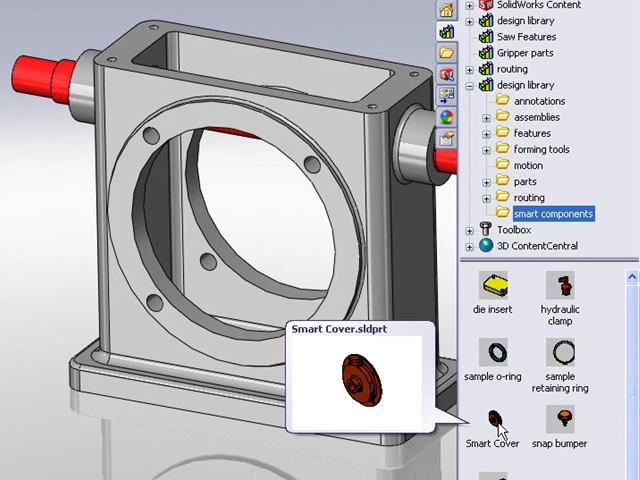 SolidWorks Content
design library
Saw Features
Gripper parts
routing
design library
annotations
assemblies
features
forming tools
motion
parts
routing
smart components
Toolbox
3D ContentCentral
die insert
hydraulic
clamp
Smart Cover.sldprt
sample o-ring
sample
retaining ring
Smart Cover
snap bumper